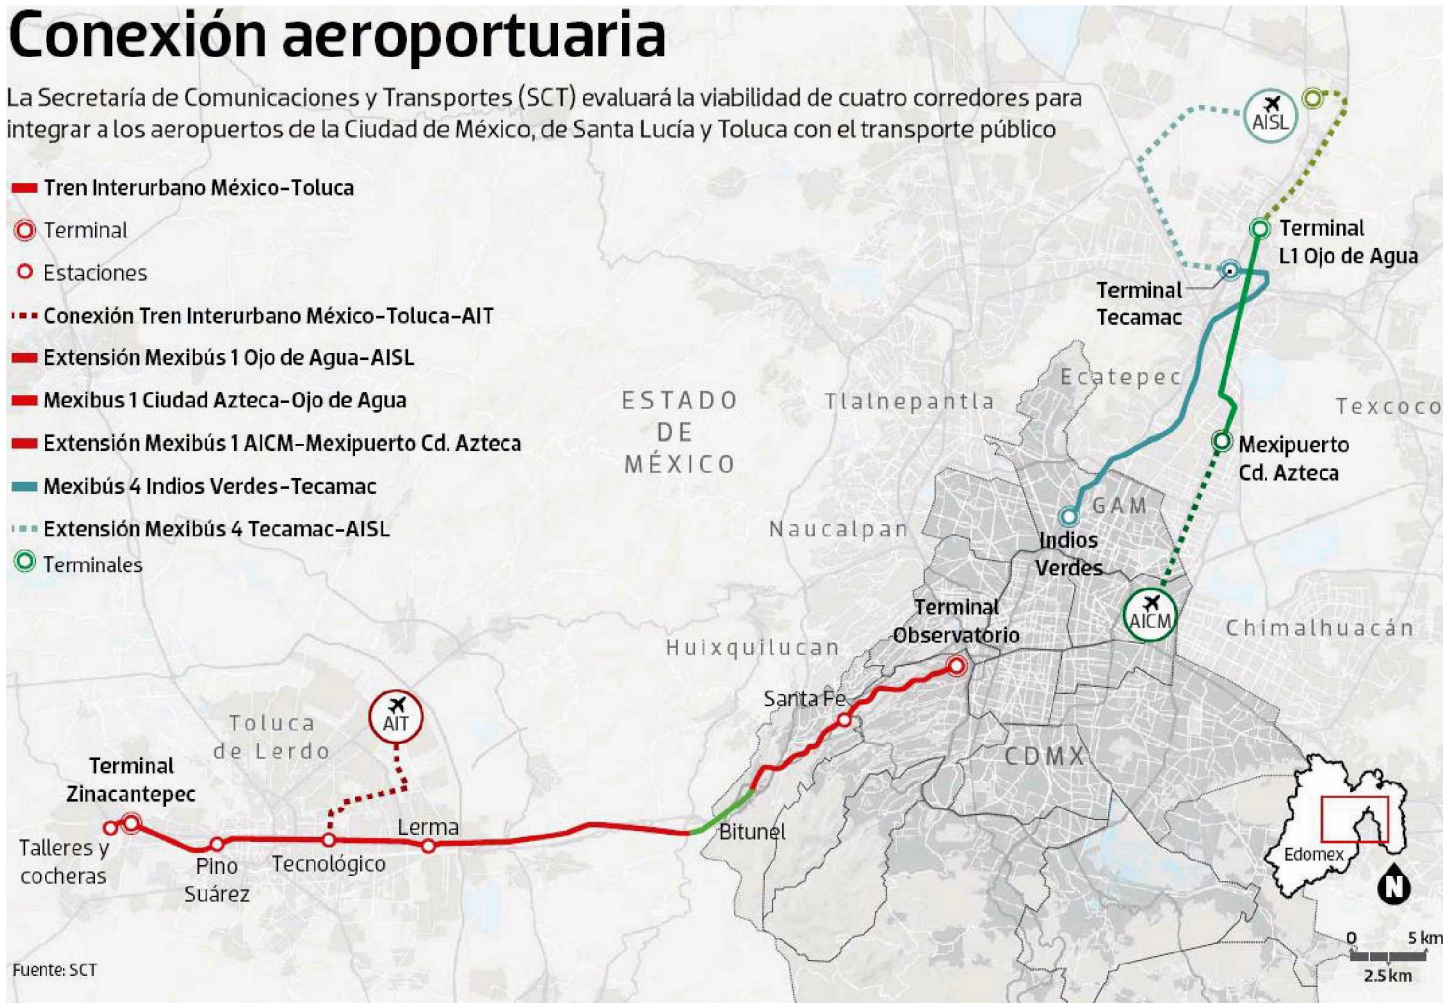 Conexión aeroportuaria
La Secretaría de Comunicaciones y Transportes (SCT) evaluará la viabilidad de cuatro corredores para
integrar a los aeropuertos de la Ciudad de México, de Santa Lucía y Toluca con el transporte público
Tren Interurbano México-Toluca
Terminal
Estaciones
Conexión Tren Interurbano México-Toluca-AIT
Extensión Mexibús 1 Ojo de Agua-AISL
Mexibus 1 Ciudad Azteca-Ojo de Agua
Extensión Mexibús 1 AICM-Mexipuerto Cd. Azteca
Mexibús 4 Indios Verdes-Tecamac
Extensión Mexibús 4 Tecamac-AISL
Terminales
AISL
Terminal
L1 Ojo de Agua
Terminal
Tecamac
Ecatepec
Tlalnepantla
Texcoco
ESTADO
DE
MÉXICO
Mexipuerto
Cd. Azteca
GAM
Naucalpan
Indios
Verdes
AICM
Terminal
Observatorio
Chimalhuacán
Huixquilucan
Santa Fe
AIT
Toluca
de Lerdo
CDMX
Terminal
Zinacantepec
Talleres y
cocheras
Pino
Suárez
Tecnológico
Lerma
Bitunel
Edomex
N
0 5 km
2.5 km
Fuente: SCT